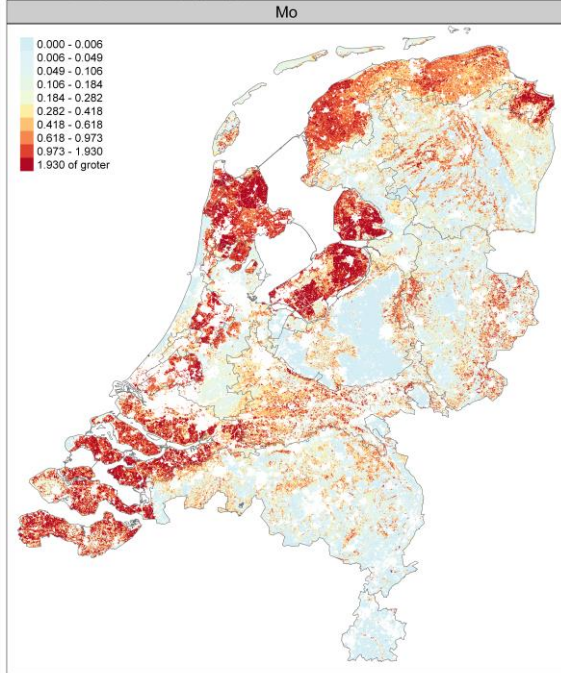 Mo
0.000 - 0.006
0.006 - 0.049
0.049 - 0.106
0.106 - 0.184
0.184 - 0.282
0.282 - 0.418
0.418 - 0.618
0.618 - 0.973
0.973 - 1.930
1.930 of groter